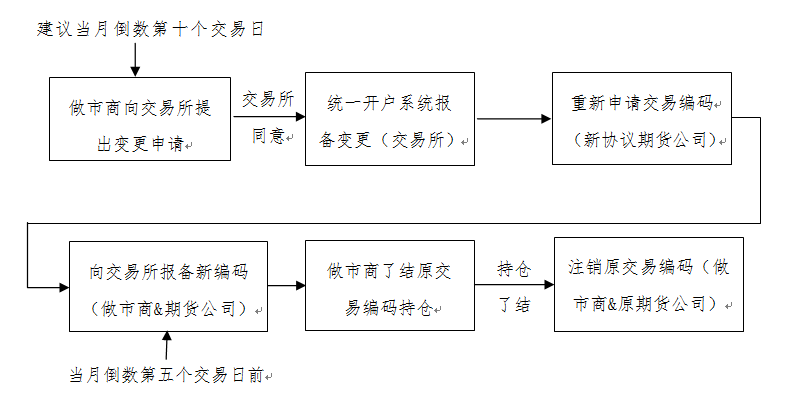 建议当月倒数第十个交易日
做市商向交易所提
出变更申请
交易所
同意
统一开户系统报
备变更（交易所）
重新申请交易编码
（新协议期货公司）
向交易所报备新编码
（做市商&期货公司）
当月倒数第五个交易日前
做市商了结原交
易编码持仓
持仓
了结
注销原交易编码（做
市商&原期货公司）